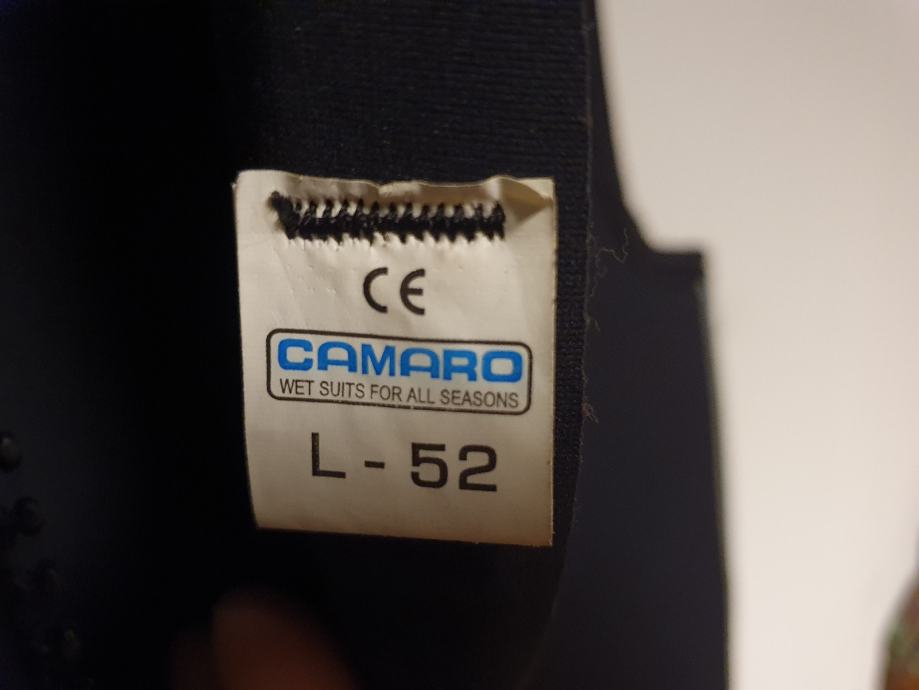 CE
CAMARO
WET SUITS FOR ALL SEASONS
L - 52